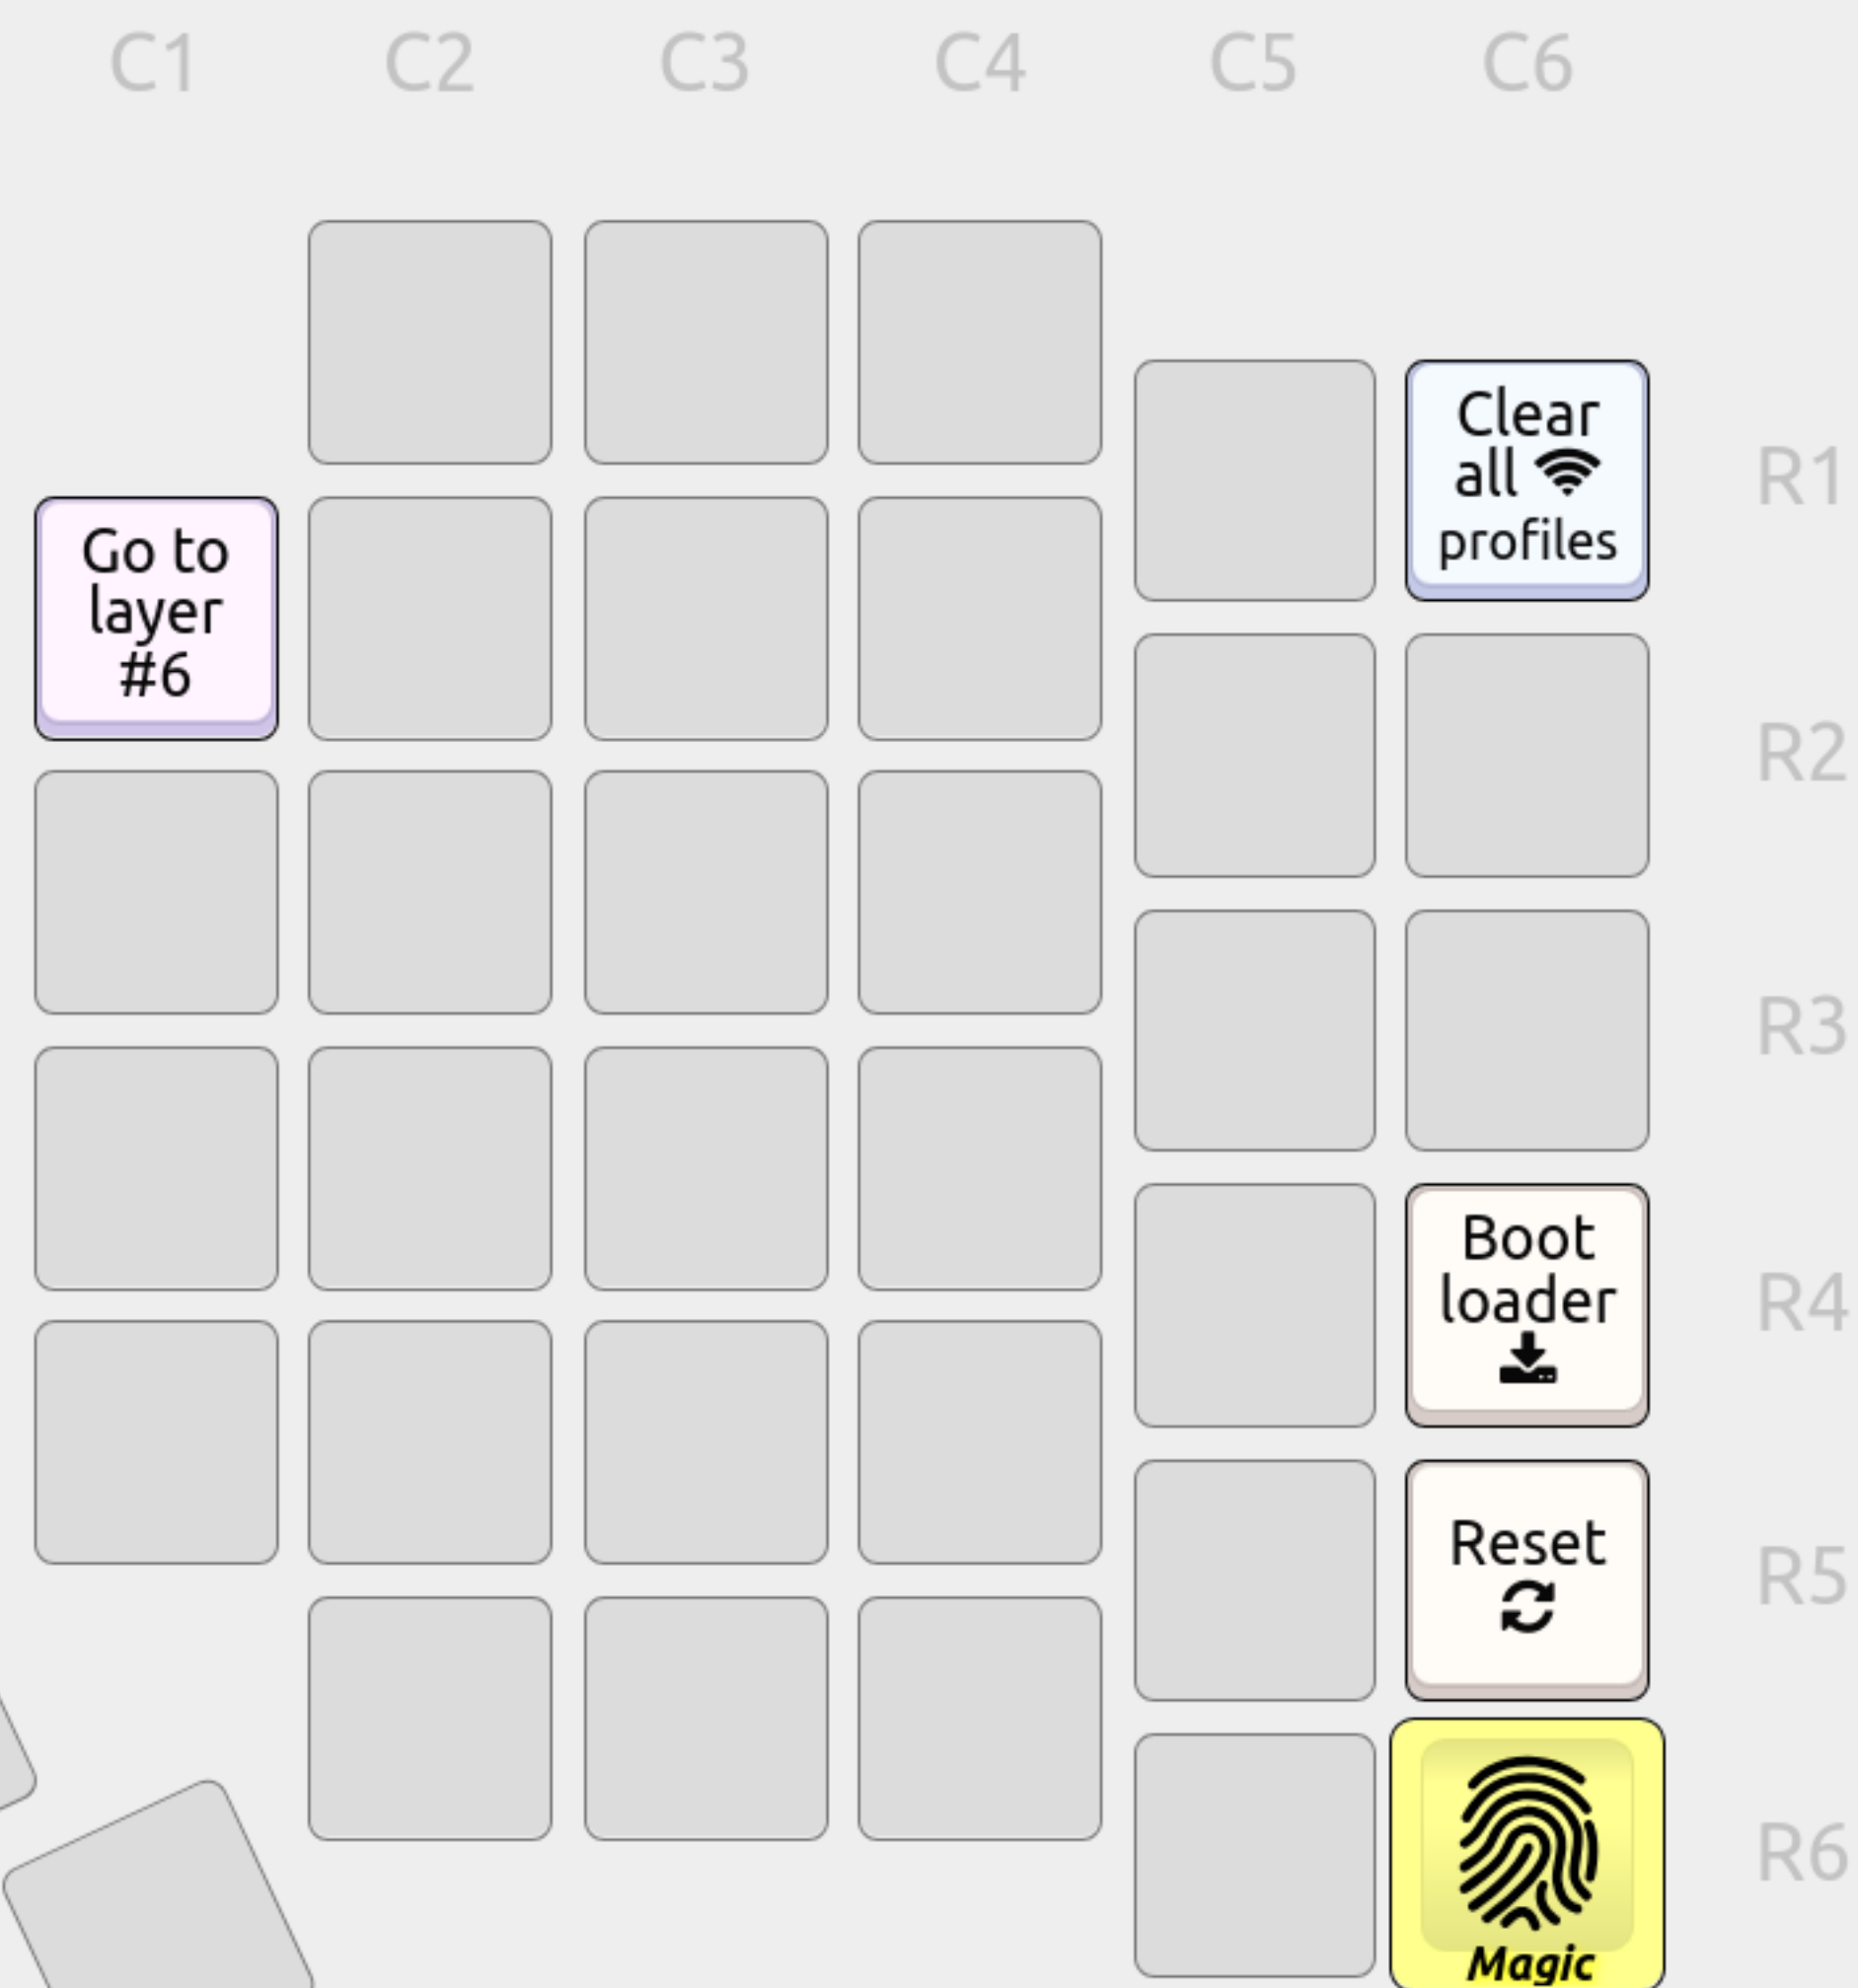 C1 C2 C3 C4 C5 C6
Clear
all
profiles
R1
Go to
layer
#6
R2
R3
Boot
loader
R4
Reset
R5
R6
Magic